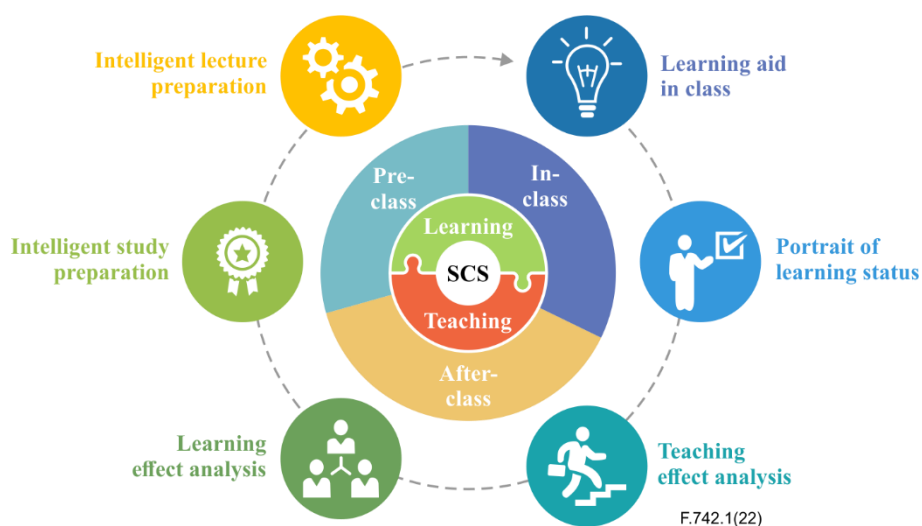 Intelligent lecture
preparation
Learning aid
in class
Pre-
class
In-
class
Learning
Intelligent study
preparation
SCS
Portrait of
learning status
Teaching
After-
class
Learning
effect analysis
Teaching
effect analysis
F.742.1(22)